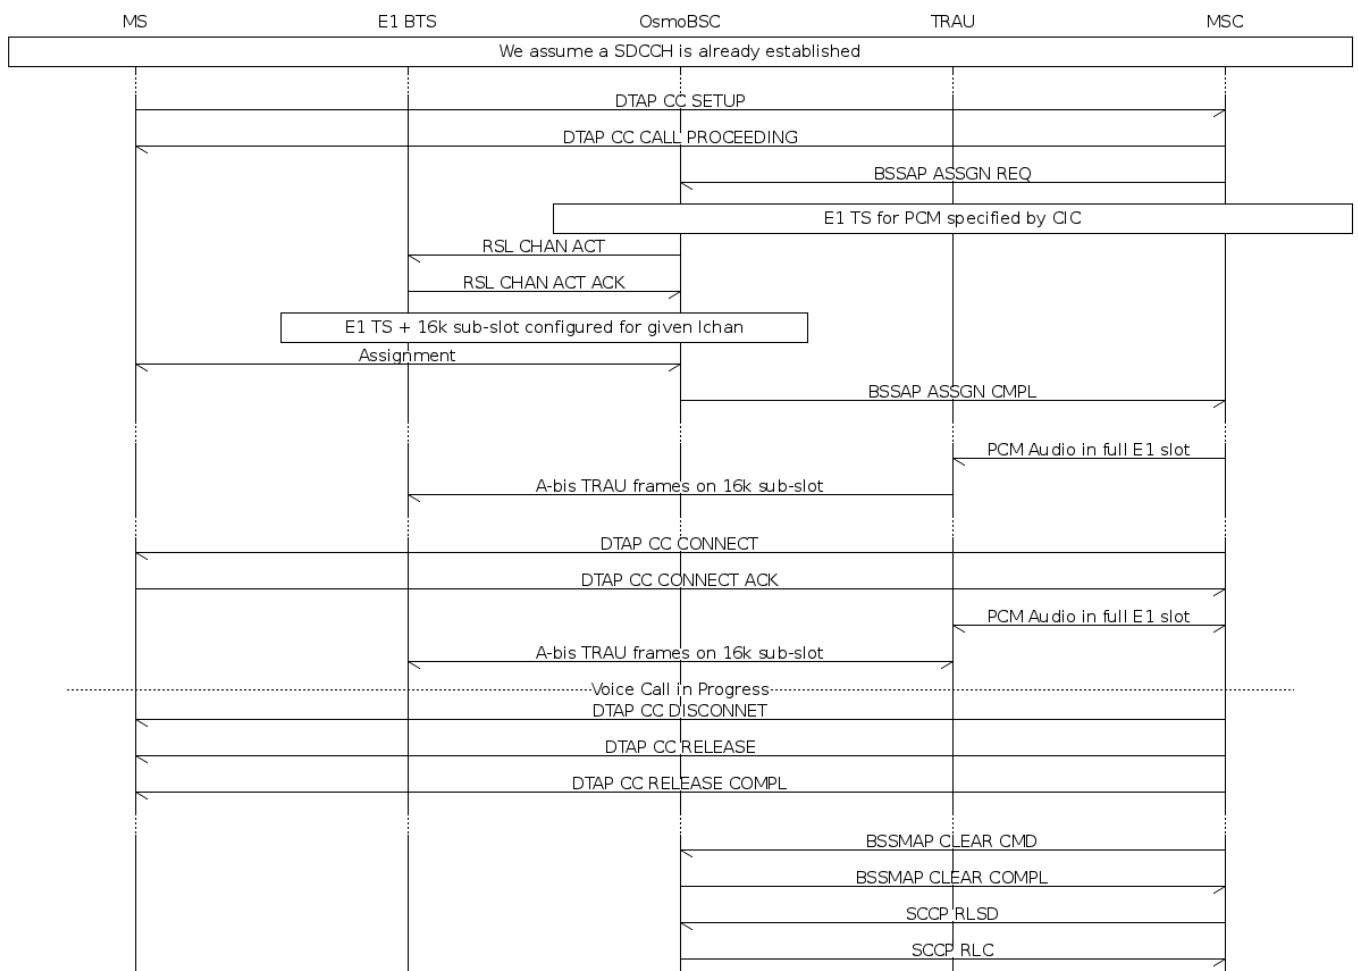 MS E1 BTS OsmoBSC TRAU MSC
We assume a SDCCH is already established
DTAP CC SETUP
DTAP CC CALL PROCEEDING
BSSAP ASSGN REQ
E1 TS for PCM specified by CIC
RSL CHAN ACT
RSL CHAN ACT ACK
E1 TS + 16k sub-slot configured for given lchan
Assignment
BSSAP ASSGN CMPL
PCM Audio in full E1 slot
A-bis TRAU frames on 16k sub-slot
DTAP CC CONNECT
DTAP CC CONNECT ACK
PCM Audio in full E1 slot
A-bis TRAU frames on 16k sub-slot
Voice Call in Progress
DTAP CC DISCONNET
DTAP CC RELEASE
DTAP CC RELEASE COMPL
BSSMAP CLEAR CMD
BSSMAP CLEAR COMPL
SCCP RLSD
SCCP RLC